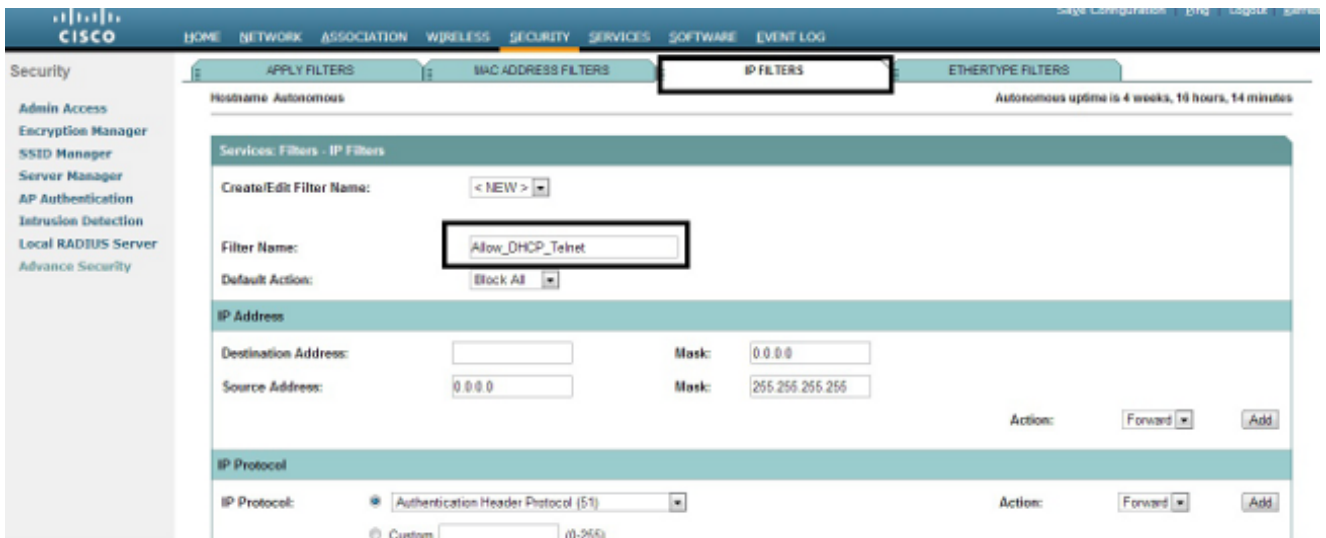 Save Configuration | Ping | Logout |
CISCO
HOME NETWORK ASSOCIATION WIRELESS SECURITY SERVICES SOFTWARE EVENT LOG
Security
APPLY FILTERS MAC ADDRESS FILTERS IP FILTERS ETHERTYPE FILTERS
Hostname Autonomous Autonomous uptime is 4 weeks, 16 hours, 14 minutes
Admin Access
Encryption Manager
SSID Manager
Server Manager
AP Authentication
Intrusion Detection
Local RADIUS Server
Advance Security
Services: Filters - IP Filters
Create/Edit Filter Name: < NEW >
Filter Name: Allow_DHCP_Telnet
Default Action: Block All
IP Address
Destination Address: Mask: 0.0.0.0
Source Address: 0.0.0.0 Mask: 255.255.255.255
Action: Forward Add
IP Protocol
IP Protocol: Authentication Header Protocol (51) Action: Forward Add
Custom (0-255)